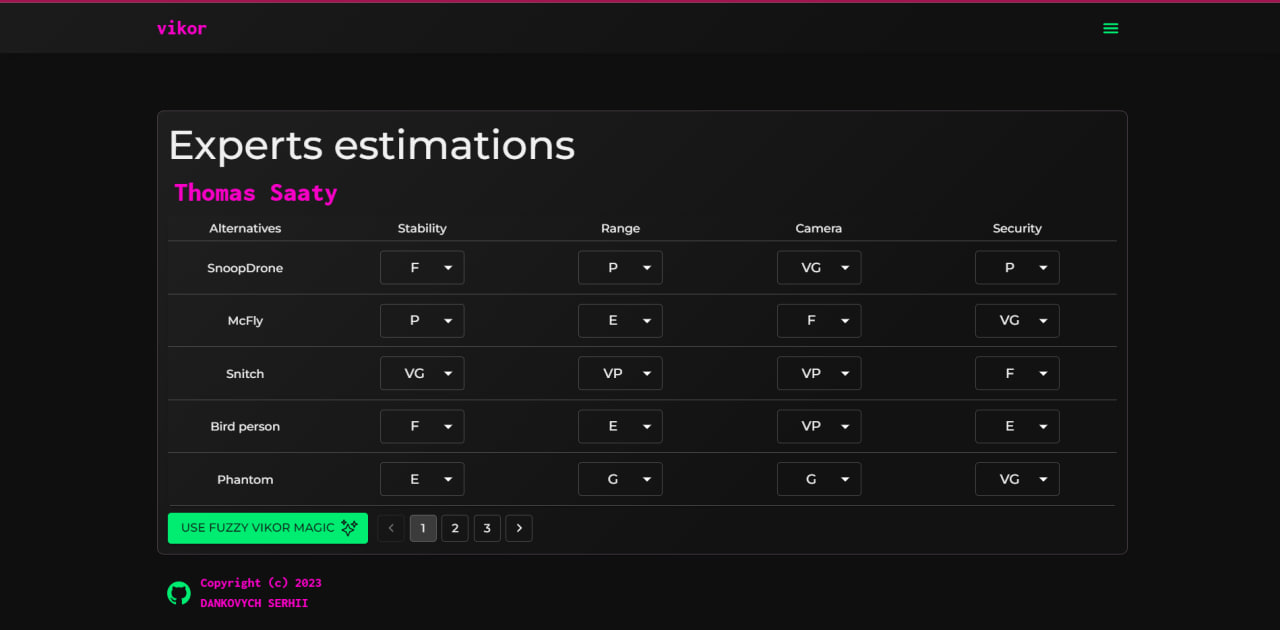 vikor
Experts estimations
Thomas Saaty
Alternatives Stability Range Camera Security
SnoopDrone F P VG P
McFly P E F VG
Snitch VG VP VP F
Bird person F E VP E
Phantom E G G VG
USE FUZZY VIKOR MAGIC 1 2 3
Copyright (c) 2023
DANKOVYCH SERHII